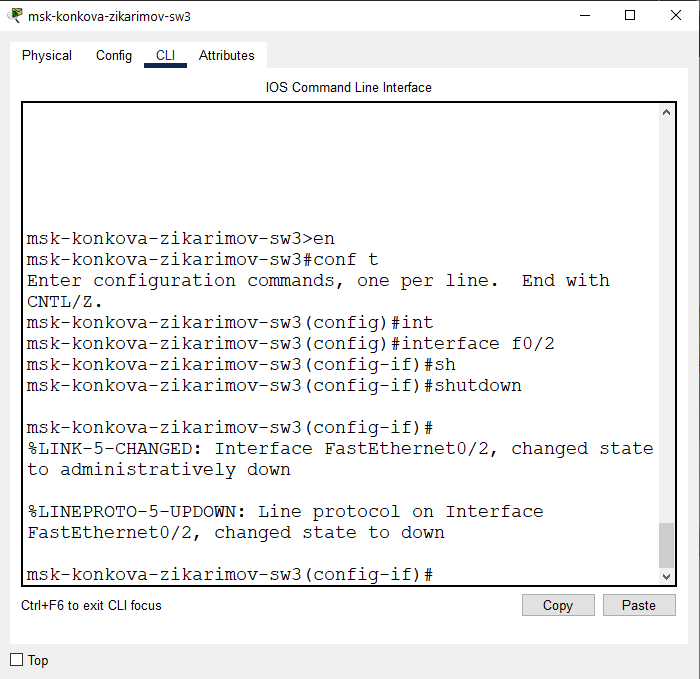 msk-konkova-zikarimov-sw3
Physical Config CLI Attributes
IOS Command Line Interface
msk-konkova-zikarimov-sw3>en
msk-konkova-zikarimov-sw3#conf t
Enter configuration commands, one per line.  End with
CNTL/Z.
msk-konkova-zikarimov-sw3(config)#int
msk-konkova-zikarimov-sw3(config)#interface f0/2
msk-konkova-zikarimov-sw3(config-if)#sh
msk-konkova-zikarimov-sw3(config-if)#shutdown
msk-konkova-zikarimov-sw3(config-if)#
%LINK-5-CHANGED: Interface FastEthernet0/2, changed state
to administratively down
%LINEPROTO-5-UPDOWN: Line protocol on Interface
FastEthernet0/2, changed state to down
msk-konkova-zikarimov-sw3(config-if)#
Ctrl+F6 to exit CLI focus Copy Paste
Top